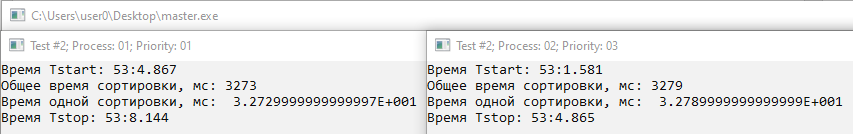 C:\Users\user0\Desktop\master.exe
Test #2; Process: 01; Priority: 01
Время Tstart: 53:4.867
Общее время сортировки, мс: 3273
Время одной сортировки, мс:  3.2729999999999997E+001
Время Tstop: 53:8.144
Test #2; Process: 02; Priority: 03
Время Tstart: 53:1.581
Общее время сортировки, мс: 3279
Время одной сортировки, мс:  3.2789999999999999E+001
Время Tstop: 53:4.865